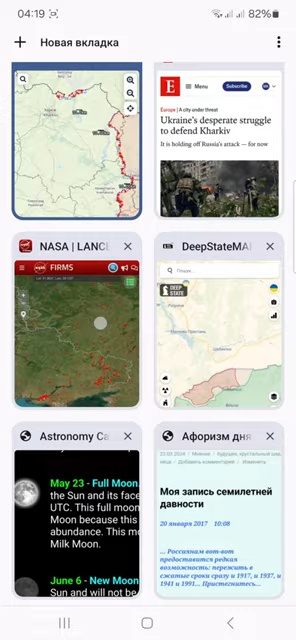 04:19
82%
Новая вкладка
Menu
Subscribe
Europe | A city under threat
Ukraine's desperate struggle
to defend Kharkiv
It is holding off Russia's attack — for now
NASA | LANCE
FIRMS
DeepStateMA
Поиск
DEEP
STATE
Astronomy Ca
May 23 - Full Moon.
the Sun and its face
UTC. This full moon
Moon because this
abundance. This mo
Milk Moon.
June 6 - New Moon
Sun and will not be
Афоризм дня
Моя запись семилетней
давности
20 января 2017 10:08
... Россиянам вот-вот
предоставится редкая
возможность: пережить в
сжатые сроки сразу и 1917, и 1937, и
1941 и 1991... Пристегнитесь...